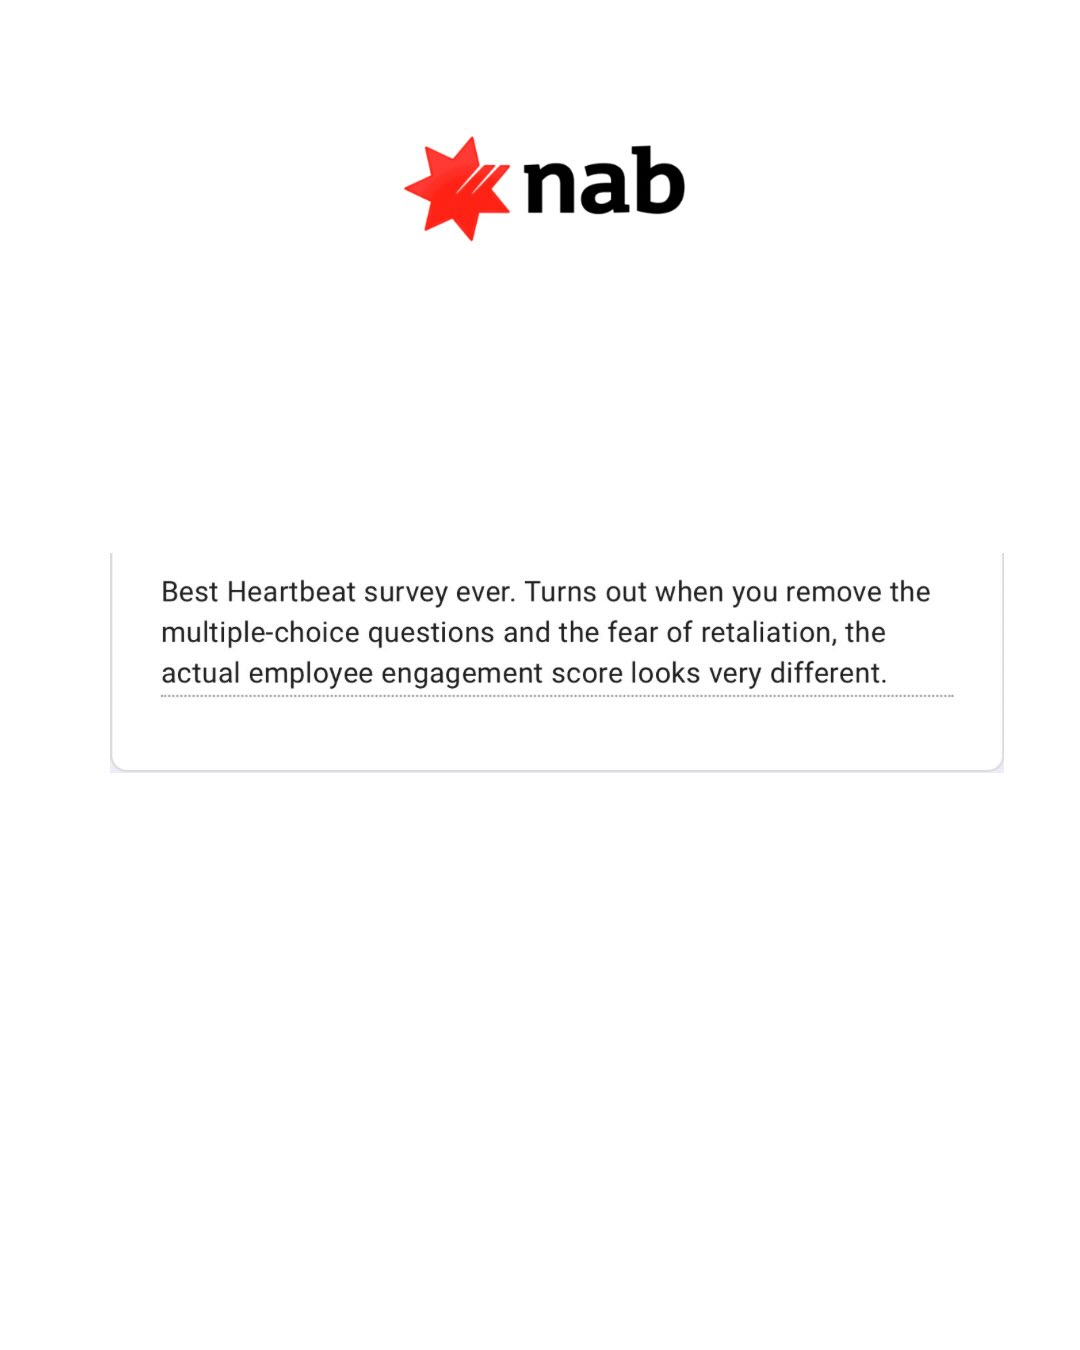 nab
Best Heartbeat survey ever. Turns out when you remove the
multiple-choice questions and the fear of retaliation, the
actual employee engagement score looks very different.